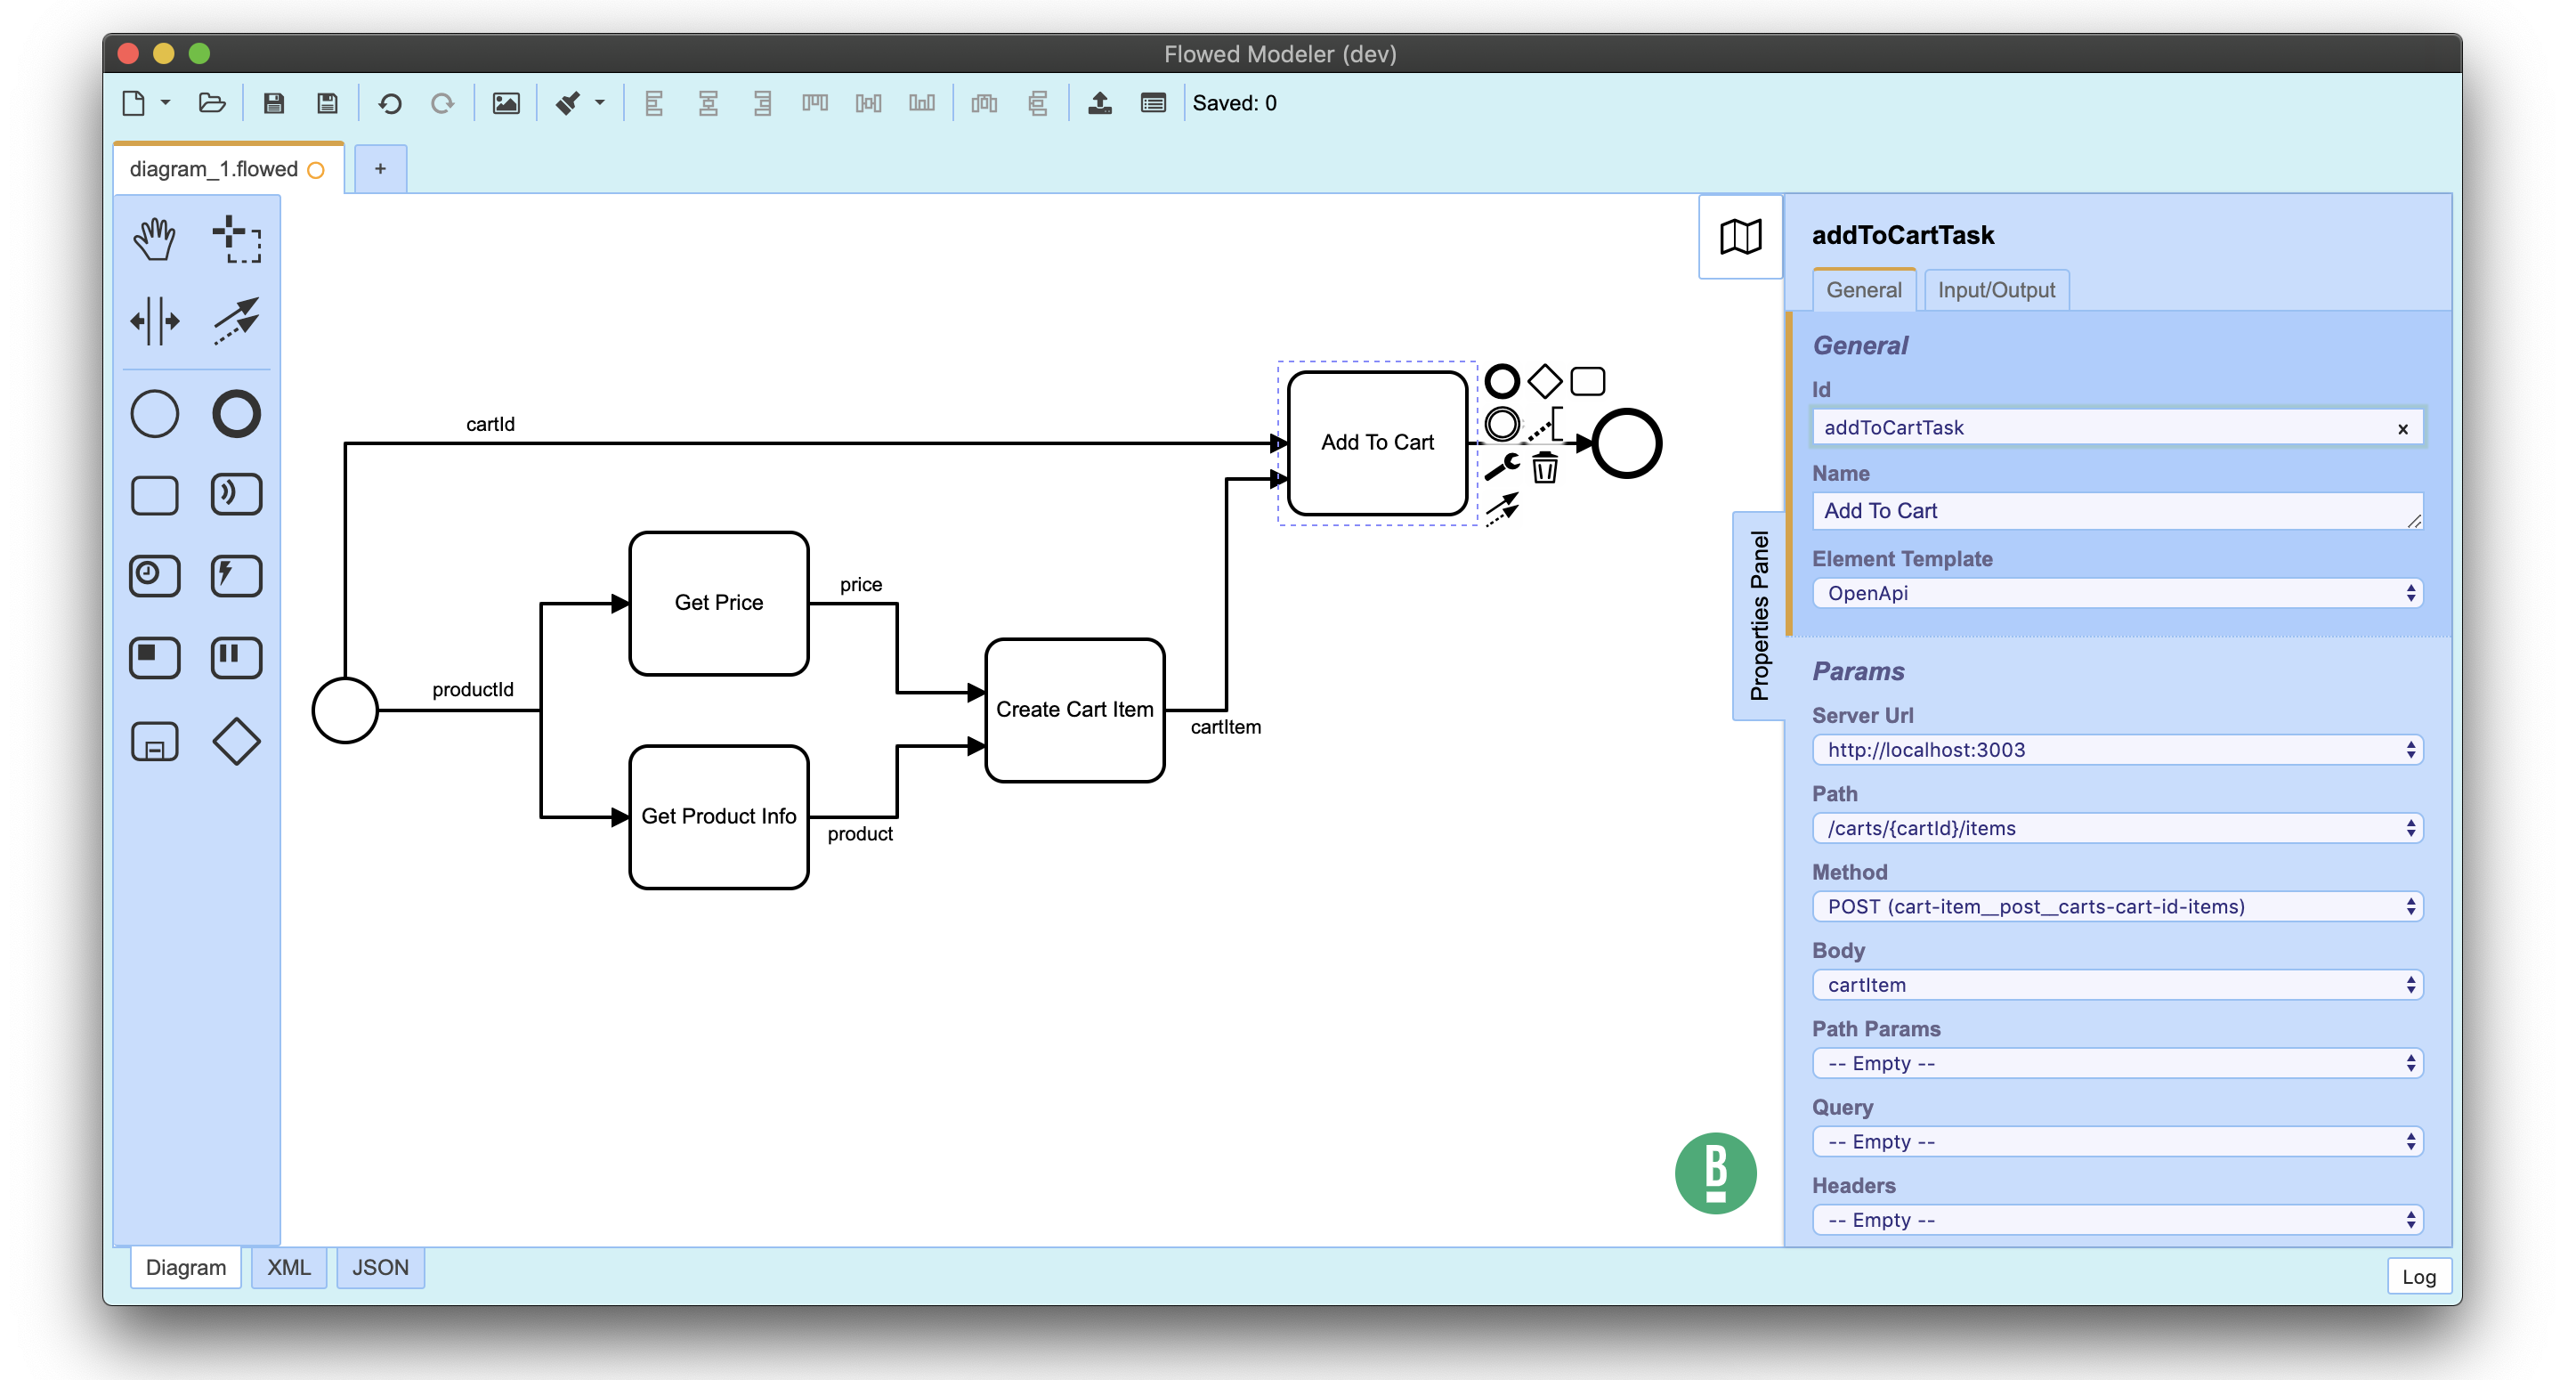 Flowed Modeler (dev)
Saved: 0
diagram_1.flowed
+
cartId
Add To Cart
Get Price
price
productId
Create Cart Item
cartItem
Get Product Info
product
B
Properties Panel
addToCartTask
General
Input/Output
General
Id
addToCartTask
x
Name
Add To Cart
Element Template
OpenApi
Params
Server Url
http://localhost:3003
Path
/carts/{cartId}/items
Method
POST (cart-item__post__carts-cart-id-items)
Body
cartItem
Path Params
-- Empty --
Query
-- Empty --
Headers
-- Empty --
Diagram
XML
JSON
Log